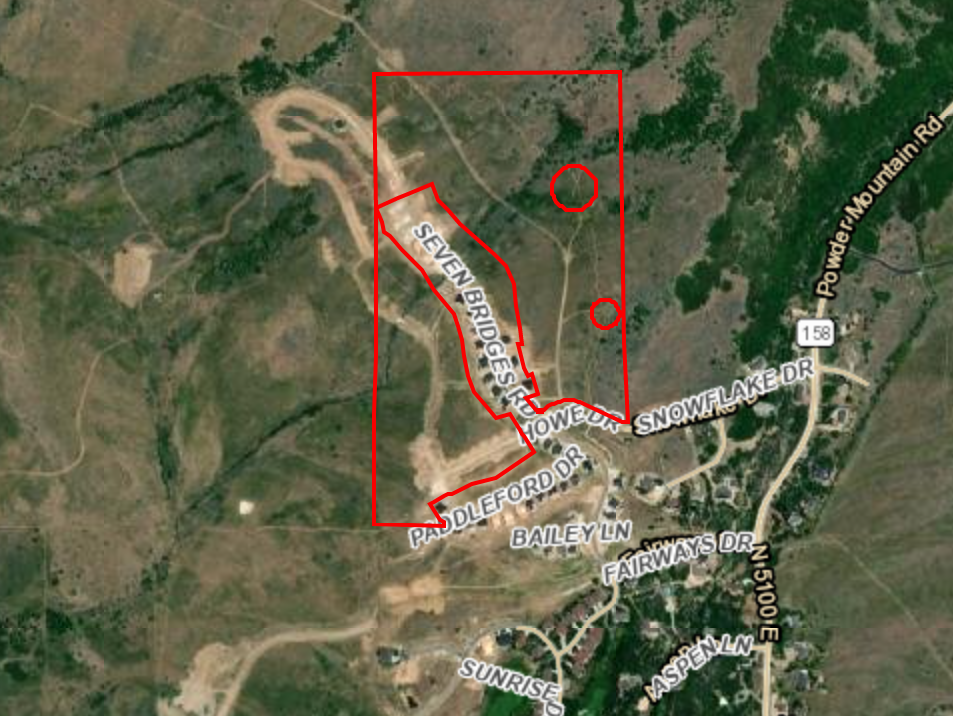 Powder Mountain Rd
SEVEN BRIDGES RD
158
SNOWFLAKE DR
HOWE DR
PADDLEFORD DR
BAILEY LN
FAIRWAYS DR
N 5100 E
ASPEN LN
SUNRISE